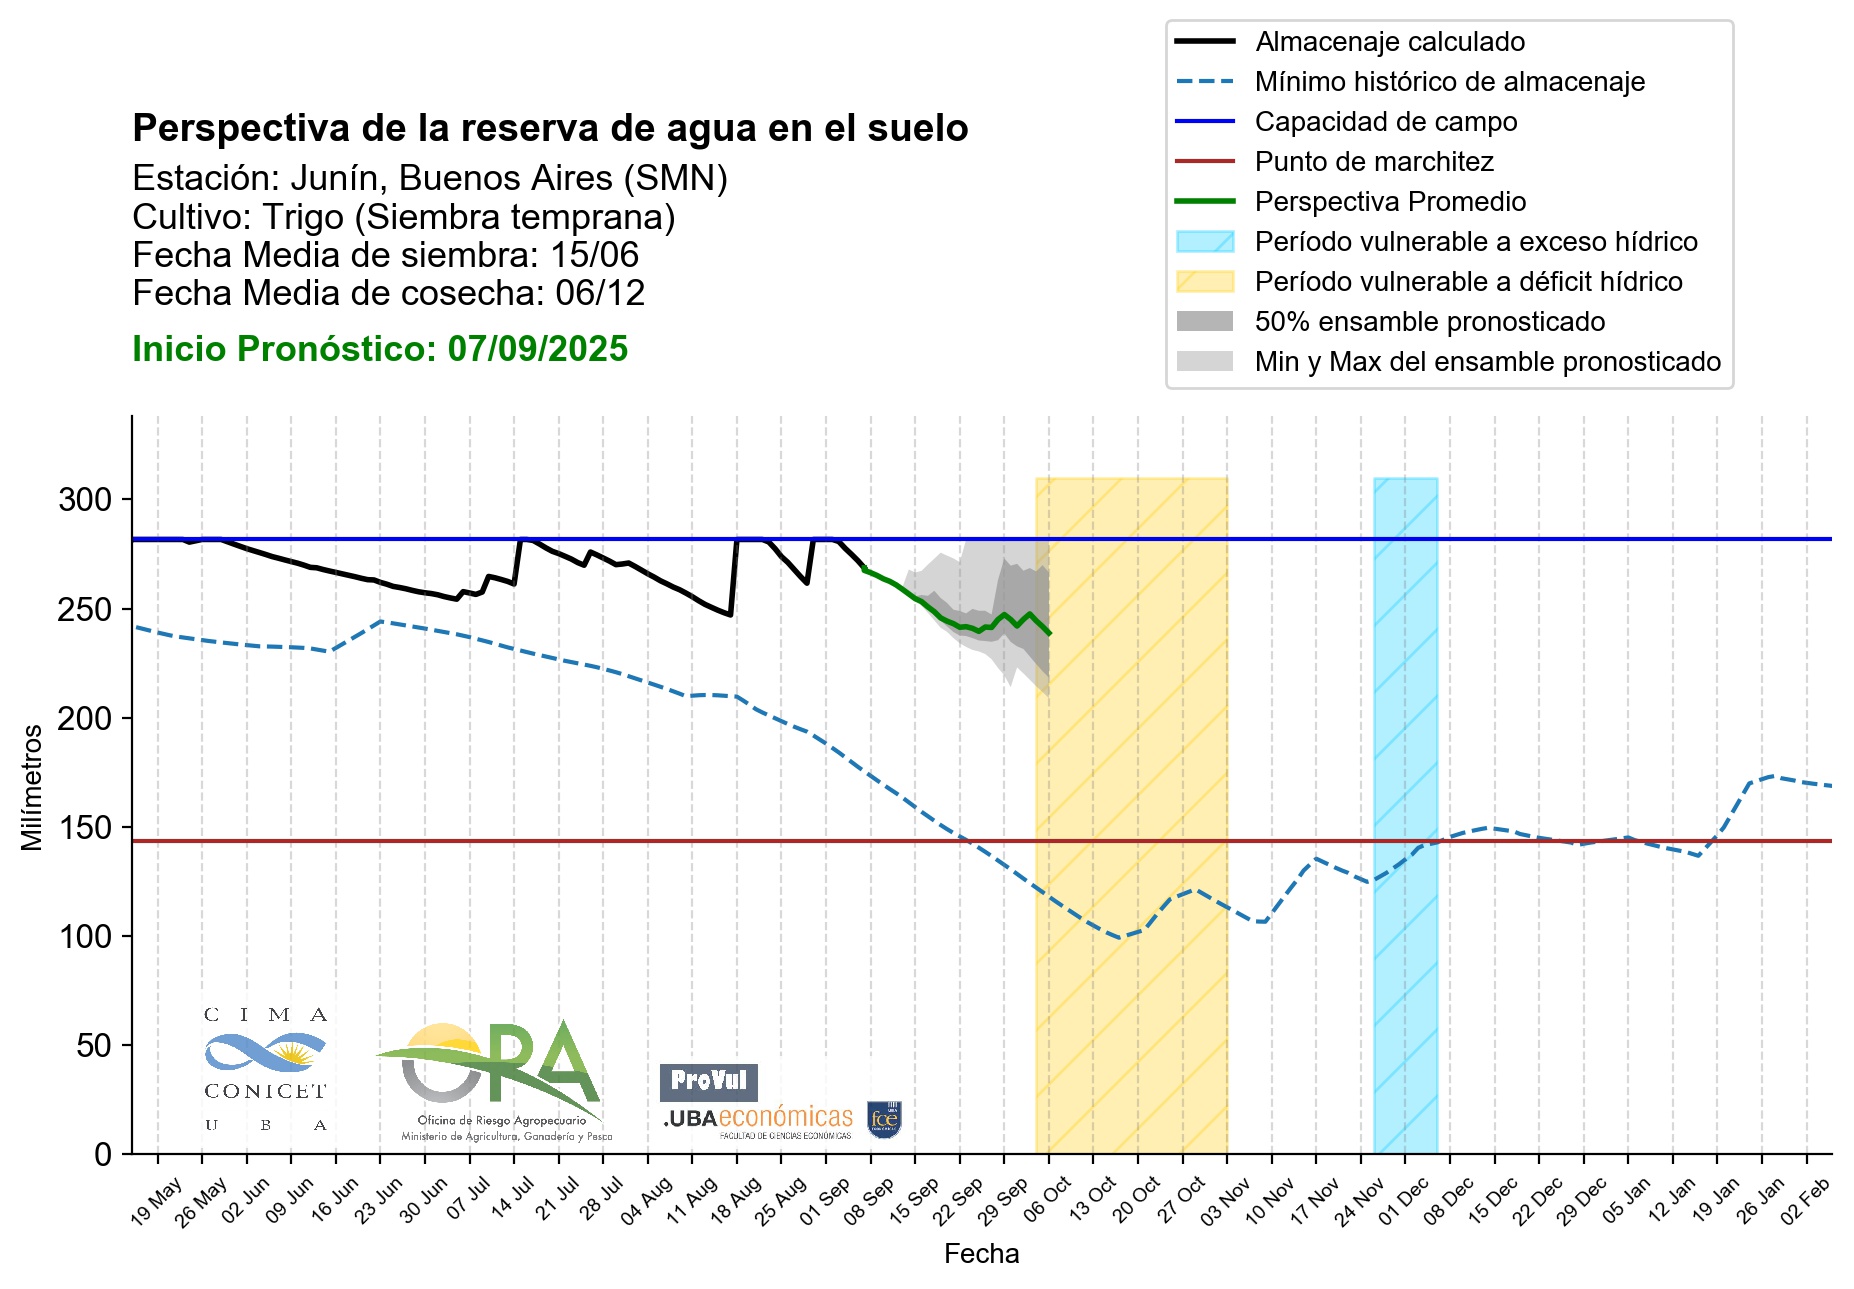 Almacenaje calculado
Mínimo histórico de almacenaje
Capacidad de campo
Punto de marchitez
Perspectiva Promedio
Período vulnerable a exceso hídrico
Período vulnerable a déficit hídrico
50% ensamble pronosticado
Min y Max del ensamble pronosticado
Perspectiva de la reserva de agua en el suelo
Estación: Junín, Buenos Aires (SMN)
Cultivo: Trigo (Siembra temprana)
Fecha Media de siembra: 15/06
Fecha Media de cosecha: 06/12
Inicio Pronóstico: 07/09/2025
300
250
200
150
100
50
0
Milímetros
CIMA
CONICET
UBA
ORA
Oficina de Riesgo Agropecuario
Ministerio de Agricultura, Ganadería y Pesca
ProVul
.UBAeconómicas
FACULTAD DE CIENCIAS ECONÓMICAS
fce
19 May
26 May
02 Jun
09 Jun
16 Jun
23 Jun
30 Jun
07 Jul
14 Jul
21 Jul
28 Jul
04 Aug
11 Aug
18 Aug
25 Aug
01 Sep
08 Sep
15 Sep
22 Sep
29 Sep
06 Oct
13 Oct
20 Oct
27 Oct
03 Nov
10 Nov
17 Nov
24 Nov
01 Dec
08 Dec
15 Dec
22 Dec
29 Dec
05 Jan
12 Jan
19 Jan
26 Jan
02 Feb
Fecha